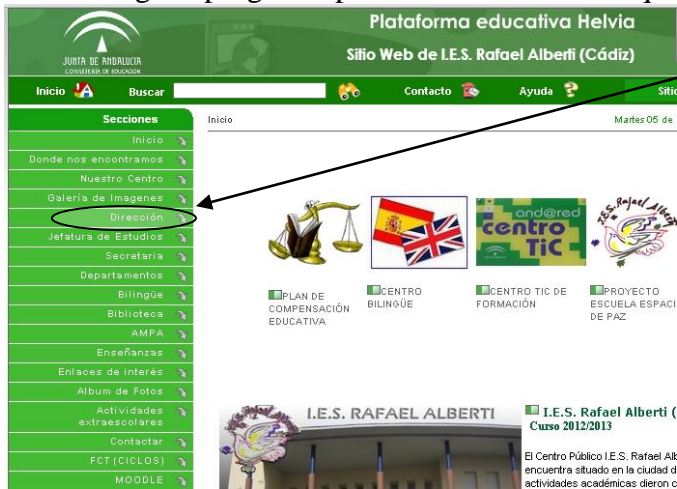 Plataforma educativa Helvia
Sitio Web de I.E.S. Rafael Alberti (Cádiz)
JUNTA DE ANDALUCIA
CONSEJERÍA DE EDUCACIÓN
Inicio Buscar Contacto Ayuda
Secciones
Inicio
Martes 05 de
Inicio
Donde nos encontramos
Nuestro Centro
Galería de Imagenes
Dirección
Jefatura de Estudios
Secretaria
Departamentos
Bilingüe
Biblioteca
AMPA
Enseñanzas
Enlaces de interés
Album de Fotos
Actividades
extraescolares
Contactar
FCT (CICLOS)
MOODLE
and@red
centro
TIC
I.E.S. Rafael Alberti
PLAN DE
COMPENSACIÓN
EDUCATIVA
CENTRO
BILINGÜE
CENTRO TIC DE
FORMACIÓN
PROYECTO
ESCUELA
DE PAZ
I.E.S. RAFAEL ALBERTI
I.E.S. Rafael Alberti (
Curso 2012/2013
El Centro Público I.E.S. Rafael
encuentra situado en la ciudad
actividades académicas dieron